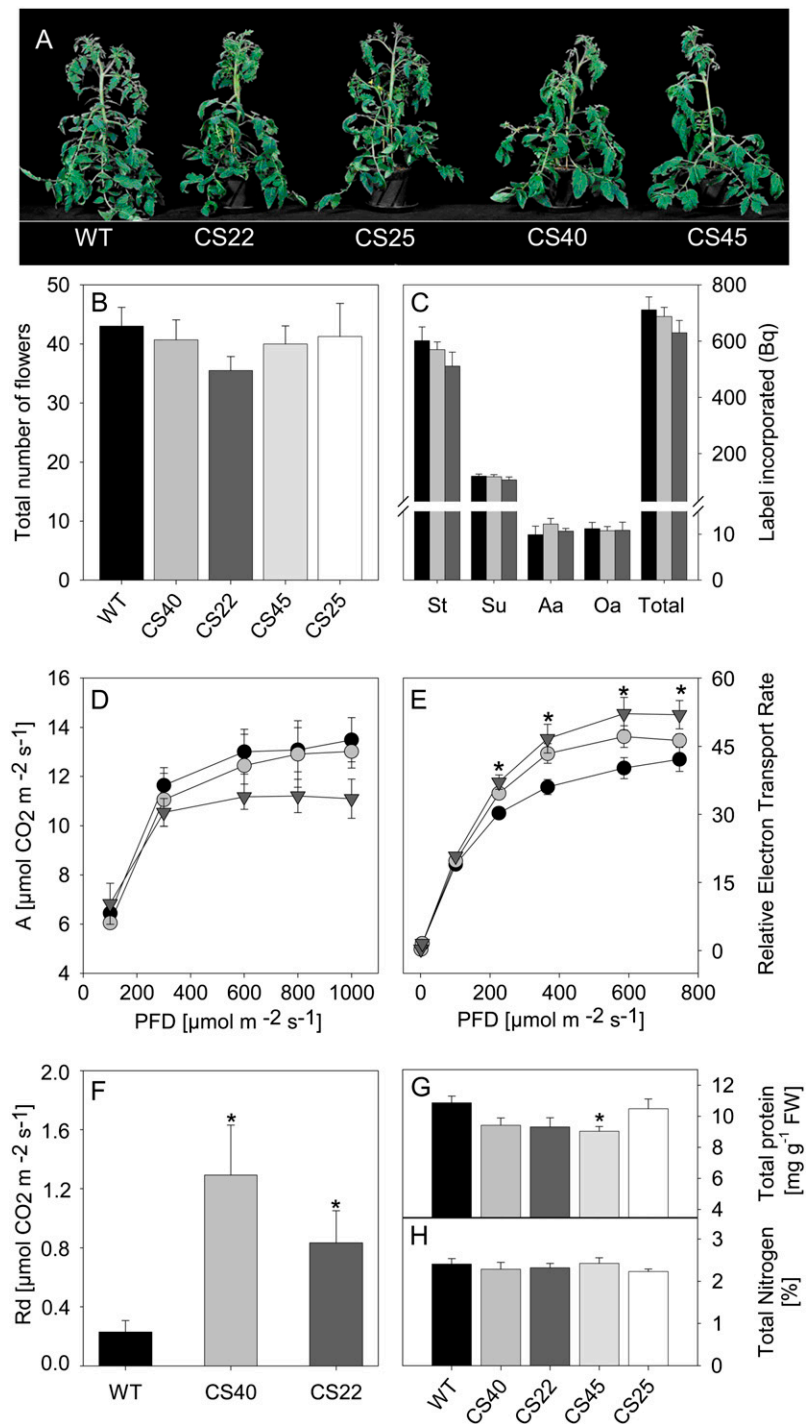 A
WT CS22 CS25 CS40 CS45
B
Total number of flowers
50
40
30
20
10
0
WT CS40 CS22 CS45 CS25
C
800
600
400
200
10
0
Label incorporated (Bq)
St Su Aa Oa Total
D
A [µmol CO2 m -2 s-1]
16
14
12
10
8
6
4
0 200 400 600 800 1000
PFD [µmol m -2 s-1]
E
* * * *
60
45
30
15
0
Relative Electron Transport Rate
0 200 400 600 800
PFD [µmol m -2 s-1]
F
Rd [µmol CO2 m -2 s-1]
2.0
1.6
1.2
0.8
0.4
0.0
* *
WT CS40 CS22
G
*
12
10
8
6
4
Total protein
[mg g-1 FW]
H
3
2
1
0
Total Nitrogen
[%]
WT CS40 CS22 CS45 CS25